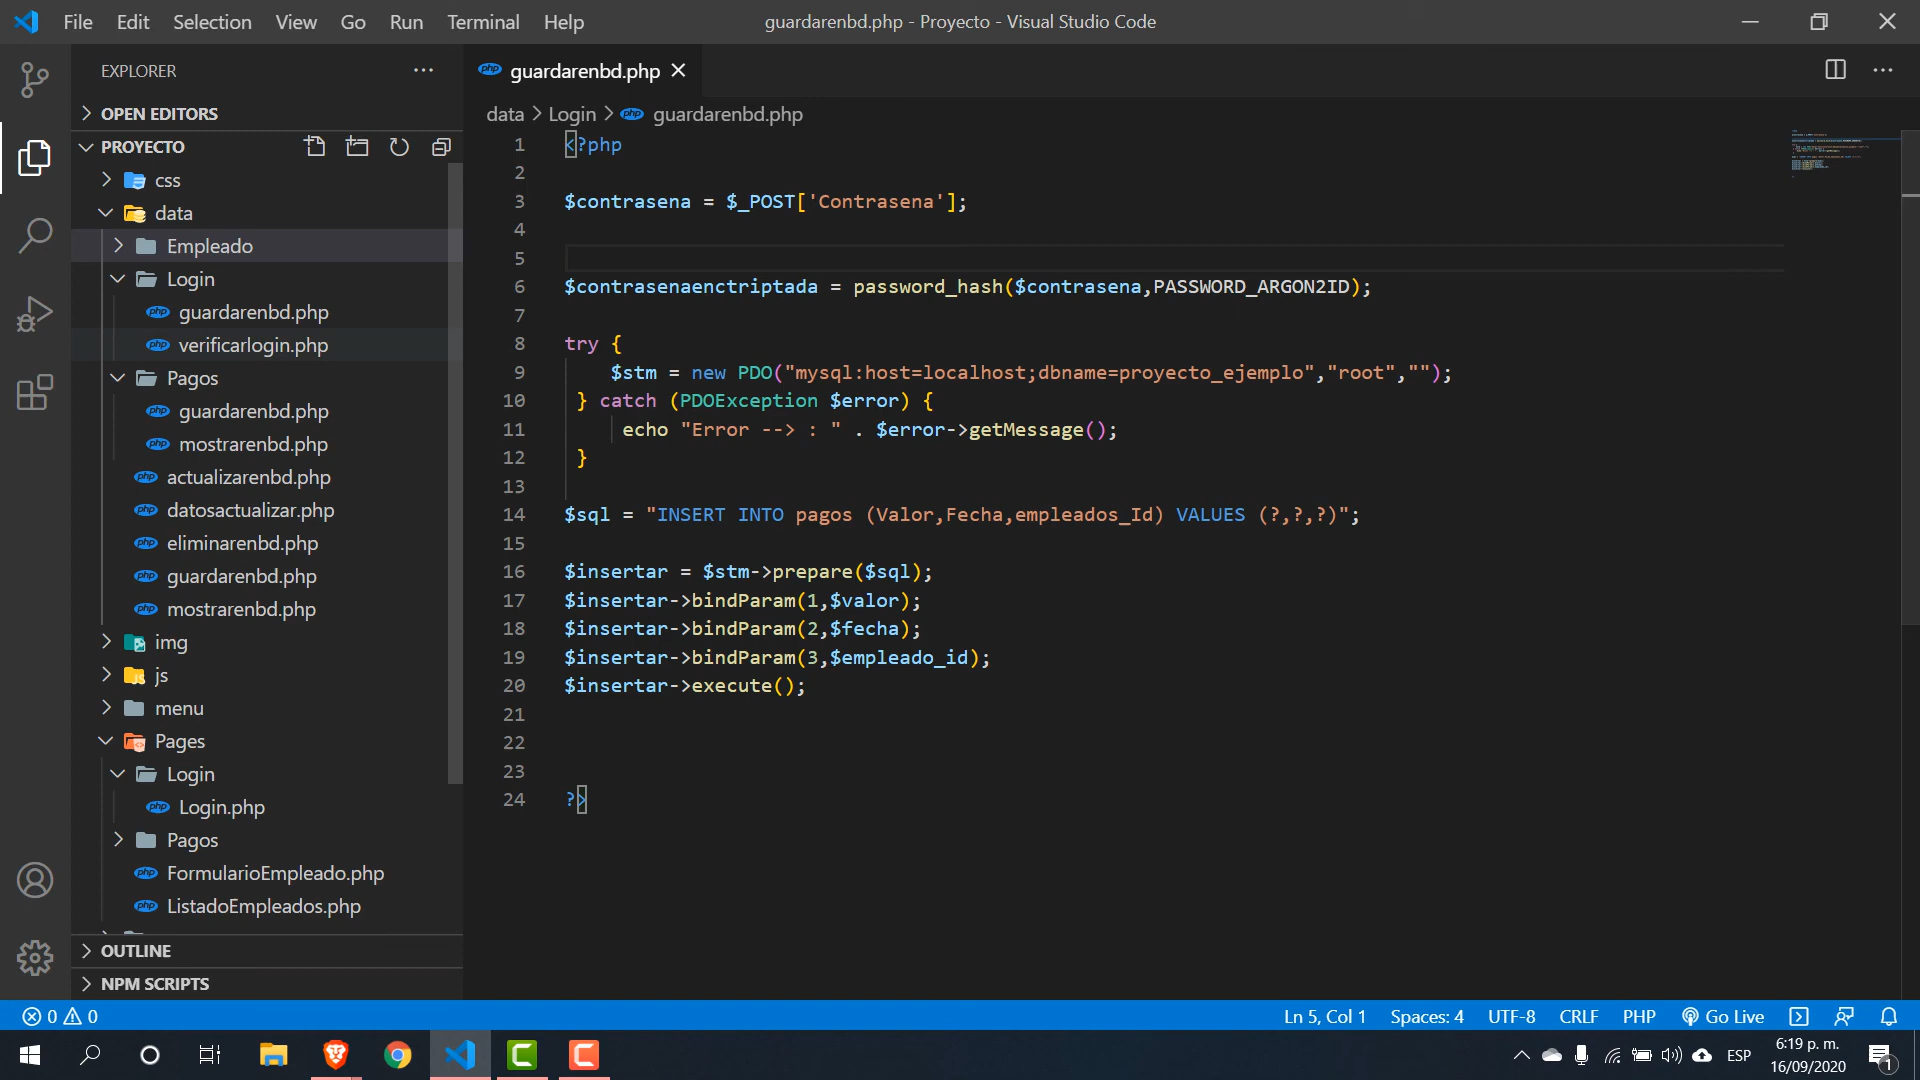 File Edit Selection View Go Run Terminal Help
guardarenbd.php - Proyecto - Visual Studio Code
EXPLORER
OPEN EDITORS
PROYECTO
css
data
Empleado
Login
guardarenbd.php
verificarlogin.php
Pagos
guardarenbd.php
mostrarenbd.php
actualizarenbd.php
datosactualizar.php
eliminarenbd.php
guardarenbd.php
mostrarenbd.php
img
js
menu
Pages
Login
Login.php
Pagos
FormularioEmpleado.php
ListadoEmpleados.php
OUTLINE
NPM SCRIPTS
guardarenbd.php
data > Login > guardarenbd.php
1 <?php
2
3 $contrasena = $_POST['Contrasena'];
4
5
6 $contrasenaenctriptada = password_hash($contrasena,PASSWORD_ARGON2ID);
7
8 try {
9 $stm = new PDO("mysql:host=localhost;dbname=proyecto_ejemplo","root","");
10 } catch (PDOException $error) {
11 echo "Error --> : " . $error->getMessage();
12 }
13
14 $sql = "INSERT INTO pagos (Valor,Fecha,empleados_Id) VALUES (?,?,?)";
15
16 $insertar = $stm->prepare($sql);
17 $insertar->bindParam(1,$valor);
18 $insertar->bindParam(2,$fecha);
19 $insertar->bindParam(3,$empleado_id);
20 $insertar->execute();
21
22
23
24 ?>
0 0
Ln 5, Col 1 Spaces: 4 UTF-8 CRLF PHP Go Live
ESP
6:19 p. m.
16/09/2020
1